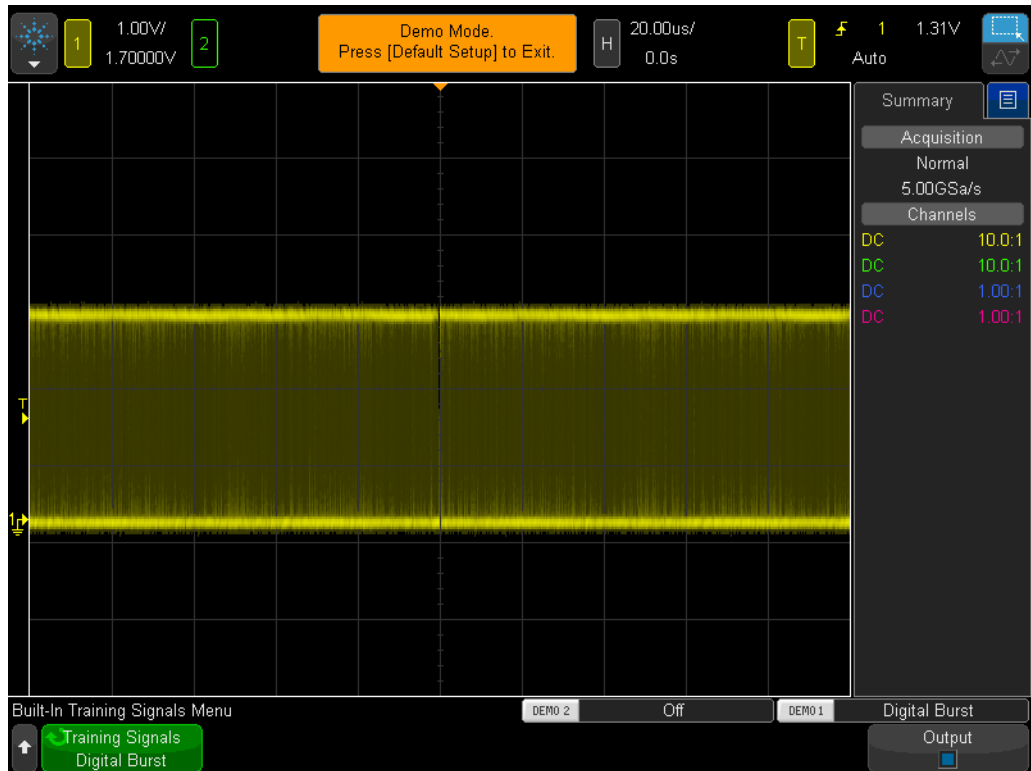 1
1.00V/
1.70000V
2
Demo Mode.
Press [Default Setup] to Exit.
H
20.00us/
0.0s
T
1
1.31V
Auto
Summary
Acquisition
Normal
5.00GSa/s
Channels
DC 10.0:1
DC 10.0:1
DC 1.00:1
DC 1.00:1
T
1
Built-In Training Signals Menu
DEMO 2 Off
DEMO 1 Digital Burst
Training Signals
Digital Burst
Output